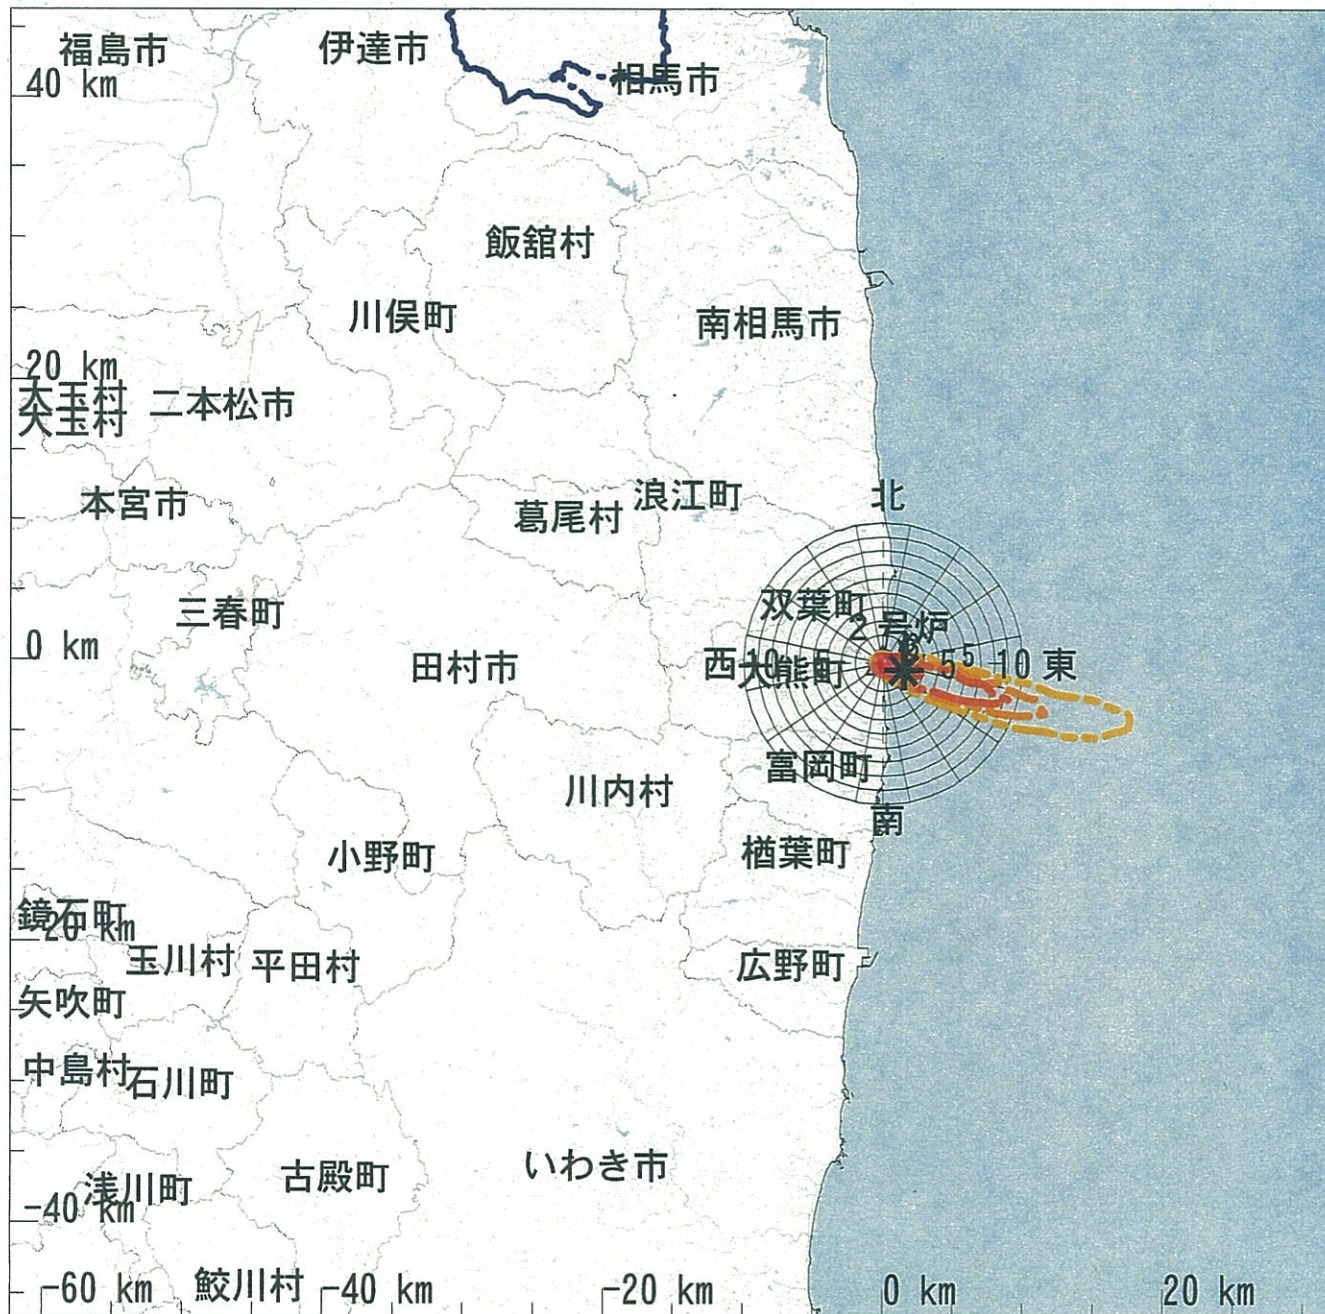 福島市
伊達市
40 km
相馬市
飯舘村
川俣町
南相馬市
20 km
大玉村
二本松市
大玉村
本宮市
浪江町
北
葛尾村
三春町
双葉町
2号炉
0 km
田村市
西
10
5
大熊町
5
5
10
東
富岡町
川内村
南
小野町
楢葉町
鏡石町
-20 km
玉川村
平田村
広野町
矢吹町
中島村
石川町
いわき市
古殿町
浅川町
-40 km
-60 km
鮫川村
-40 km
-20 km
0 km
20 km